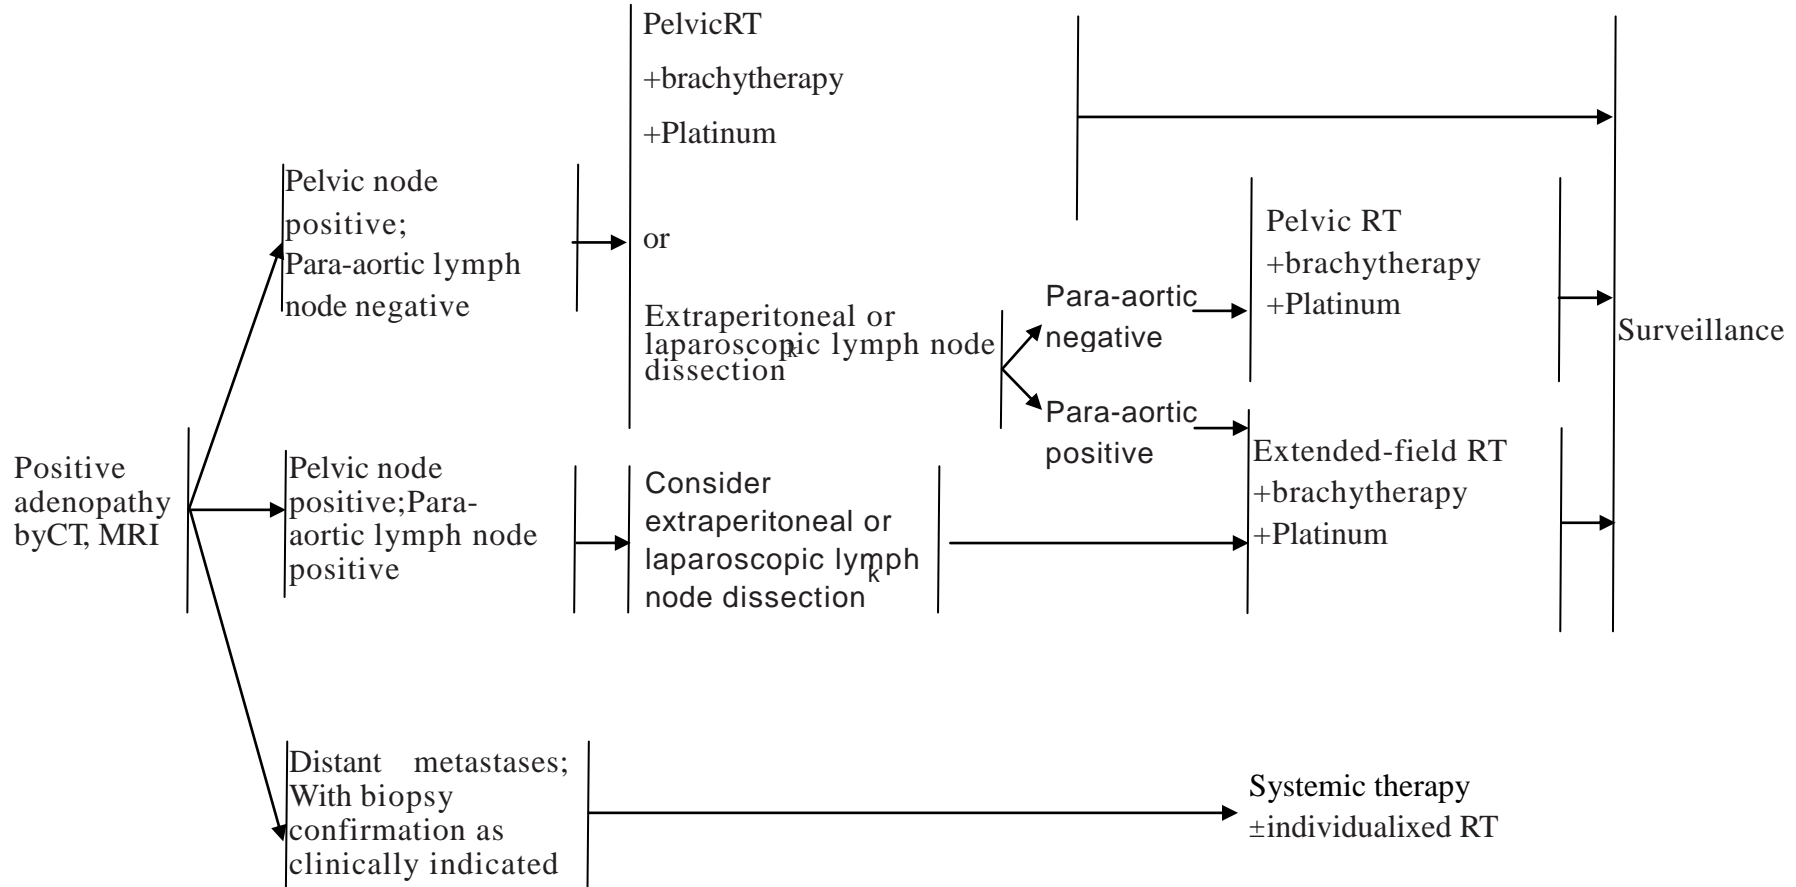 Positive
adenopathy
byCT, MRI
Pelvic node
positive;
Para-aortic lymph
node negative
PelvicRT
+brachytherapy
+Platinum
or
Extraperitoneal or
laparoscopic lymph node
dissection k
Para-aortic
negative
Pelvic RT
+brachytherapy
+Platinum
Para-aortic
positive
Pelvic node
positive;Para-
aortic lymph node
positive
Consider
extraperitoneal or
laparoscopic lymph
node dissection k
Extended-field RT
+brachytherapy
+Platinum
Surveillance
Distant metastases;
With biopsy
confirmation as
clinically indicated
Systemic therapy
±individualixed RT